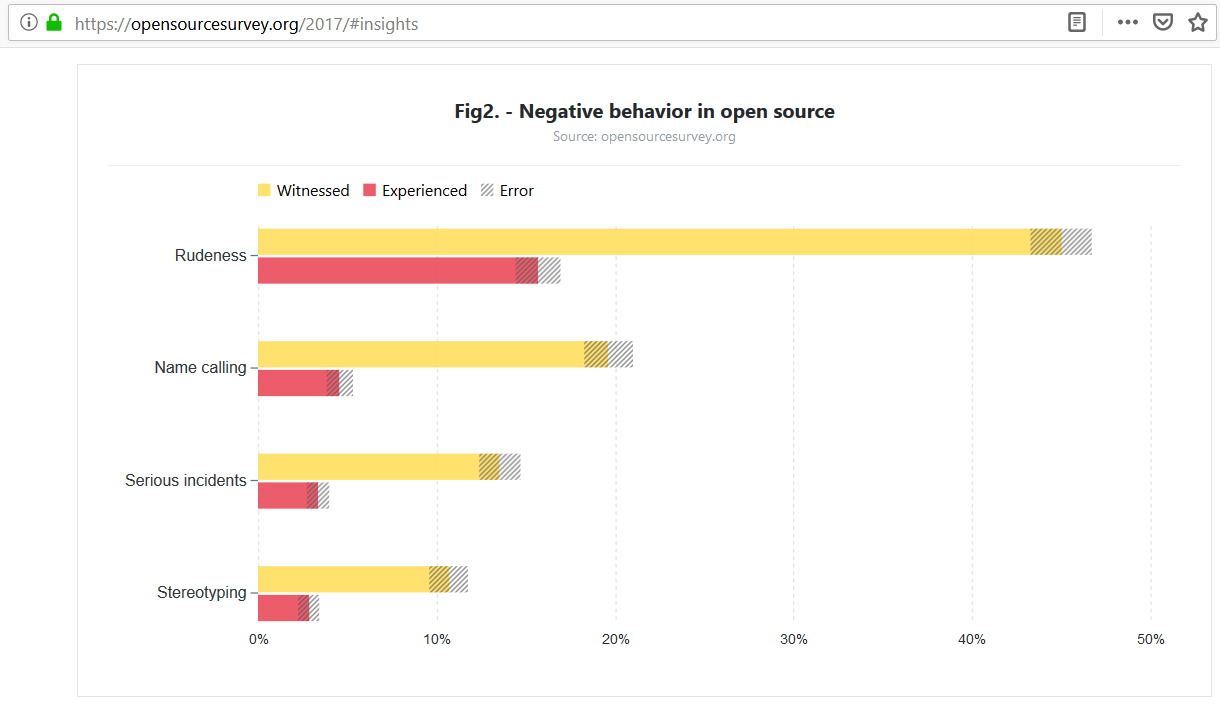 https://opensourcesurvey.org/2017/#insights
Fig2. - Negative behavior in open source
Source: opensourcesurvey.org
Witnessed Experienced Error
Rudeness
Name calling
Serious incidents
Stereotyping
0% 10% 20% 30% 40% 50%